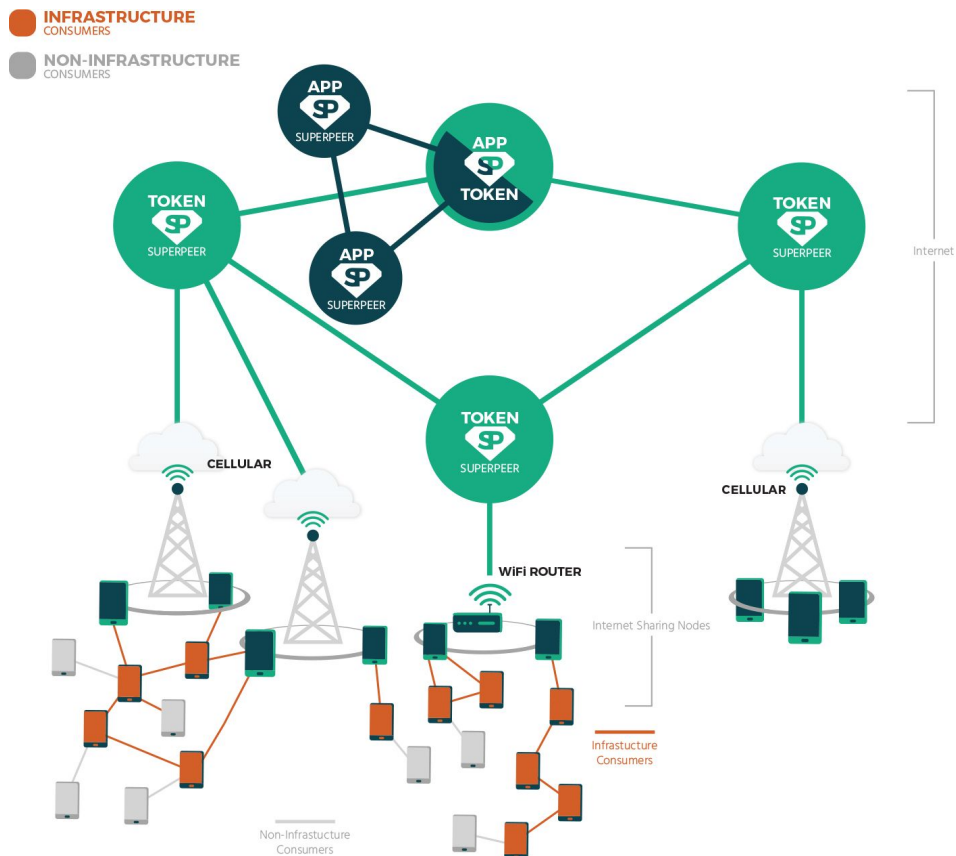 INFRASTRUCTURE
CONSUMERS
NON-INFRASTRUCTURE
CONSUMERS
APP
SP
SUPERPEER
APP
SP
TOKEN
TOKEN
SP
SUPERPEER
TOKEN
SP
SUPERPEER
APP
SP
SUPERPEER
Internet
TOKEN
SP
SUPERPEER
CELLULAR
CELLULAR
WiFi ROUTER
Internet Sharing Nodes
Infrastucture
Consumers
Non-Infrastucture
Consumers